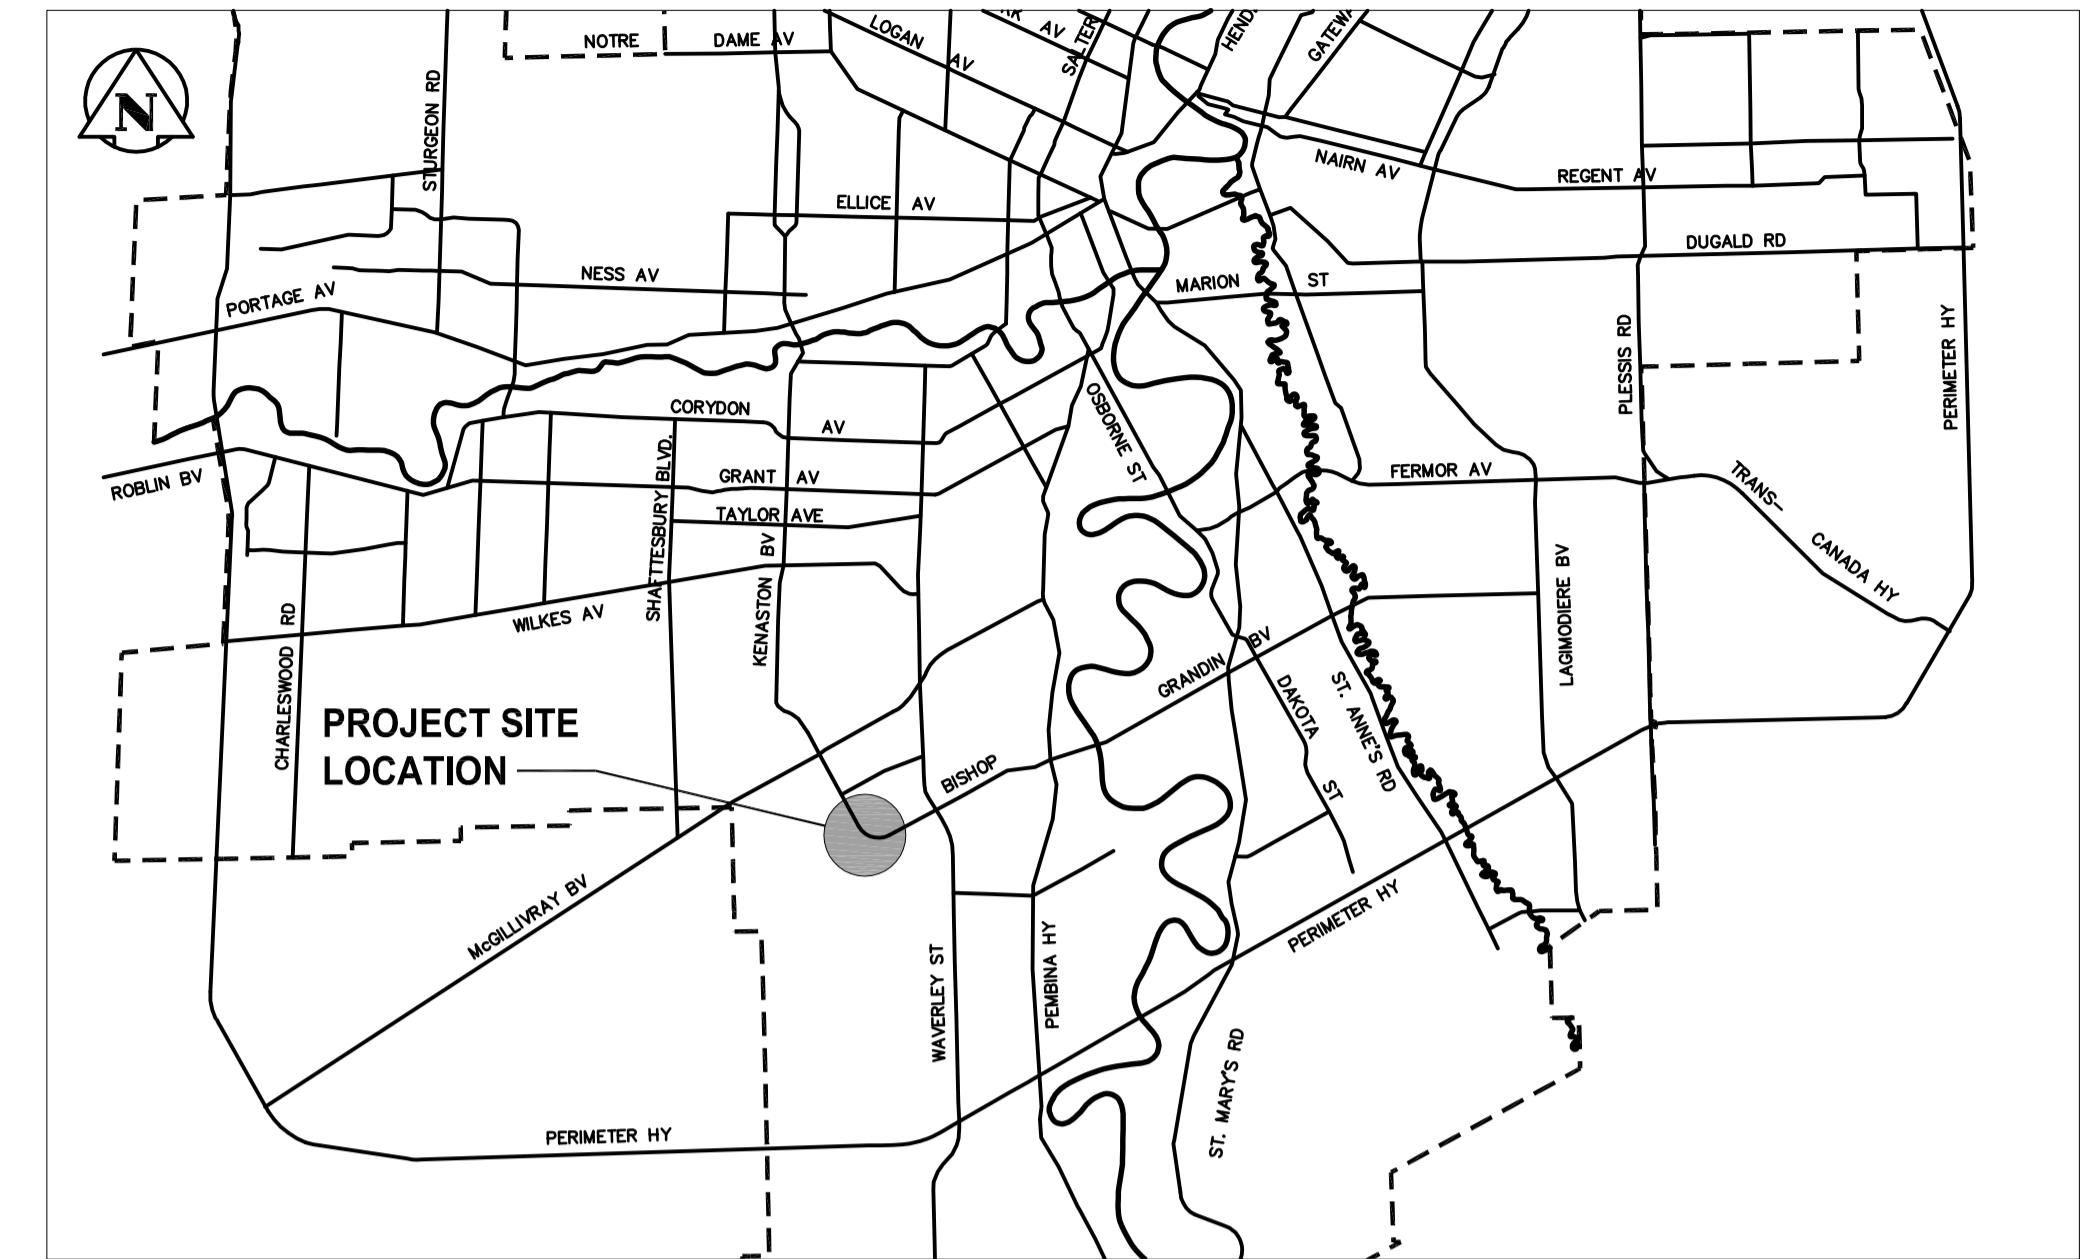 N
NOTRE DAME AV
LOGAN AV
AV
SALTER
STURGEON RD
NAIRN AV
REGENT AV
ELLICE AV
DUGALD RD
NESS AV
MARION ST
PORTAGE AV
PLESSIS RD
PERIMETER HY
CORYDON AV
OSBORNE ST
ROBLIN BV
GRANT AV
FERMOR AV
TRANS-
CANADA HY
TAYLOR AVE
SHAFTTESBURY BLVD.
KENASTON BV
WILKES AV
LAGIMODIERE BV
CHARLESWOOD RD
GRANDIN BV
DAKOTA ST
ST. ANNE'S RD
PROJECT SITE
LOCATION
BISHOP
McGILLIVRAY BV
PERIMETER HY
WAVERLEY ST
PEMBINA HY
ST. MARY'S RD
PERIMETER HY